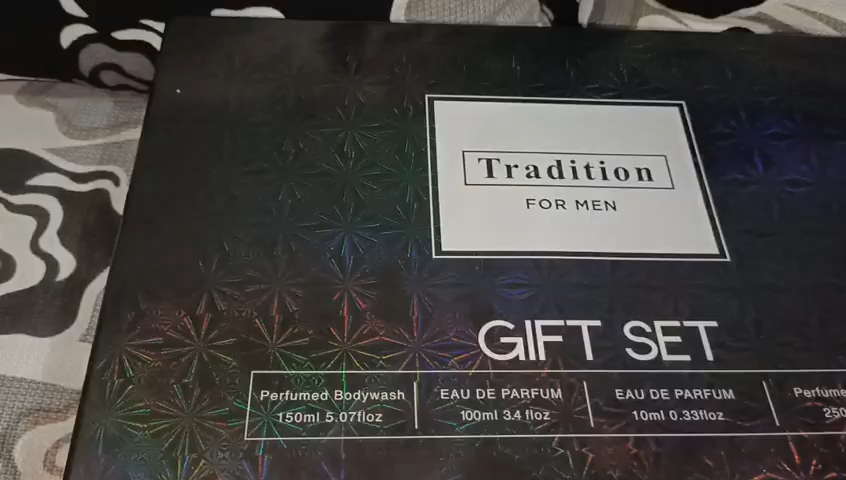 Tradition
FOR MEN
GIFT SET
Perfumed Bodywash
150ml 5.07floz
EAU DE PARFUM
100ml 3.4 floz
EAU DE PARFUM
10ml 0.33floz